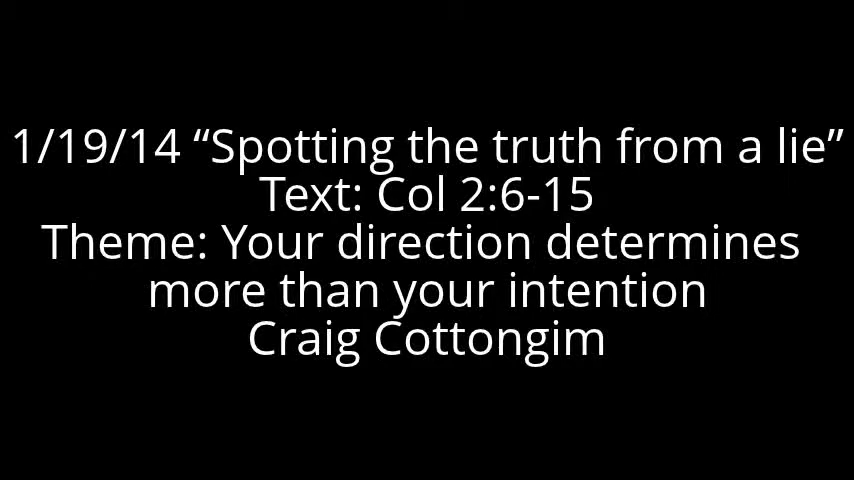 1/19/14 “Spotting the truth from a lie”
Text: Col 2:6-15
Theme: Your direction determines
more than your intention
Craig Cottongim